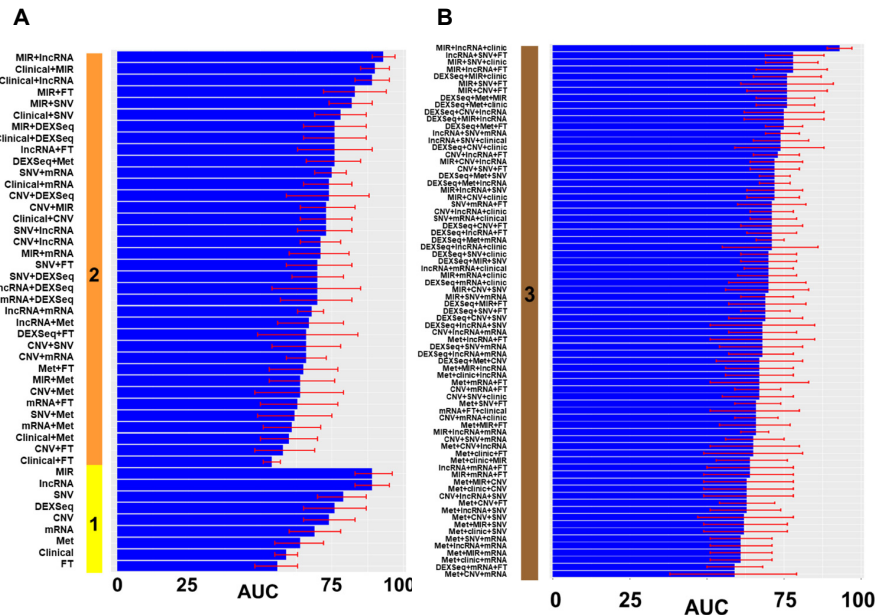 A
MIR+lncRNA
Clinical+MIR
Clinical+lncRNA
MIR+FT
MIR+SNV
Clinical+SNV
MIR+DEXSeq
Clinical+DEXSeq
lncRNA+FT
DEXSeq+Met
SNV+mRNA
Clinical+mRNA
CNV+DEXSeq
CNV+MIR
Clinical+CNV
SNV+lncRNA
CNV+lncRNA
MIR+mRNA
SNV+FT
SNV+DEXSeq
lncRNA+DEXSeq
mRNA+DEXSeq
lncRNA+mRNA
lncRNA+Met
DEXSeq+FT
CNV+SNV
CNV+mRNA
Met+FT
MIR+Met
CNV+Met
mRNA+FT
SNV+Met
mRNA+Met
Clinical+Met
CNV+FT
Clinical+FT
MIR
lncRNA
SNV
DEXSeq
CNV
mRNA
Met
Clinical
FT
2
1
0 25 75 100
AUC
B
MIR+lncRNA+clinic
lncRNA+SNV+FT
MIR+SNV+clinic
MIR+lncRNA+FT
DEXSeq+MIR+clinic
MIR+SNV+FT
MIR+CNV+FT
DEXSeq+Met+MIR
DEXSeq+Met+clinic
DEXSeq+CNV+lncRNA
DEXSeq+MIR+lncRNA
DEXSeq+Met+FT
lncRNA+SNV+mRNA
lncRNA+SNV+clinical
DEXSeq+CNV+clinic
CNV+lncRNA+FT
MIR+CNV+lncRNA
CNV+SNV+FT
DEXSeq+Met+SNV
DEXSeq+Met+lncRNA
MIR+lncRNA+SNV
MIR+CNV+clinic
SNV+mRNA+FT
CNV+lncRNA+clinic
SNV+mRNA+clinical
DEXSeq+CNV+FT
DEXSeq+lncRNA+FT
DEXSeq+Met+mRNA
DEXSeq+lncRNA+clinic
DEXSeq+SNV+clinic
DEXSeq+MIR+SNV
lncRNA+mRNA+clinical
MIR+mRNA+clinic
DEXSeq+mRNA+clinic
MIR+CNV+SNV
MIR+SNV+mRNA
DEXSeq+MIR+FT
DEXSeq+SNV+FT
DEXSeq+CNV+SNV
DEXSeq+lncRNA+SNV
CNV+lncRNA+mRNA
Met+lncRNA+FT
DEXSeq+SNV+mRNA
DEXSeq+lncRNA+mRNA
DEXSeq+Met+CNV
Met+MIR+lncRNA
Met+clinic+lncRNA
Met+mRNA+FT
CNV+mRNA+FT
CNV+SNV+clinic
Met+SNV+FT
mRNA+FT+clinical
CNV+mRNA+clinic
Met+MIR+FT
MIR+lncRNA+mRNA
CNV+SNV+mRNA
Met+CNV+lncRNA
Met+clinic+FT
Met+clinic+MIR
lncRNA+mRNA+FT
MIR+mRNA+FT
Met+MIR+CNV
Met+clinic+CNV
CNV+lncRNA+SNV
Met+CNV+FT
Met+lncRNA+SNV
Met+CNV+SNV
Met+MIR+SNV
Met+clinic+SNV
Met+SNV+mRNA
Met+lncRNA+mRNA
Met+MIR+mRNA
Met+clinic+mRNA
DEXSeq+mRNA+FT
Met+CNV+mRNA
3
0 25 75 100
AUC